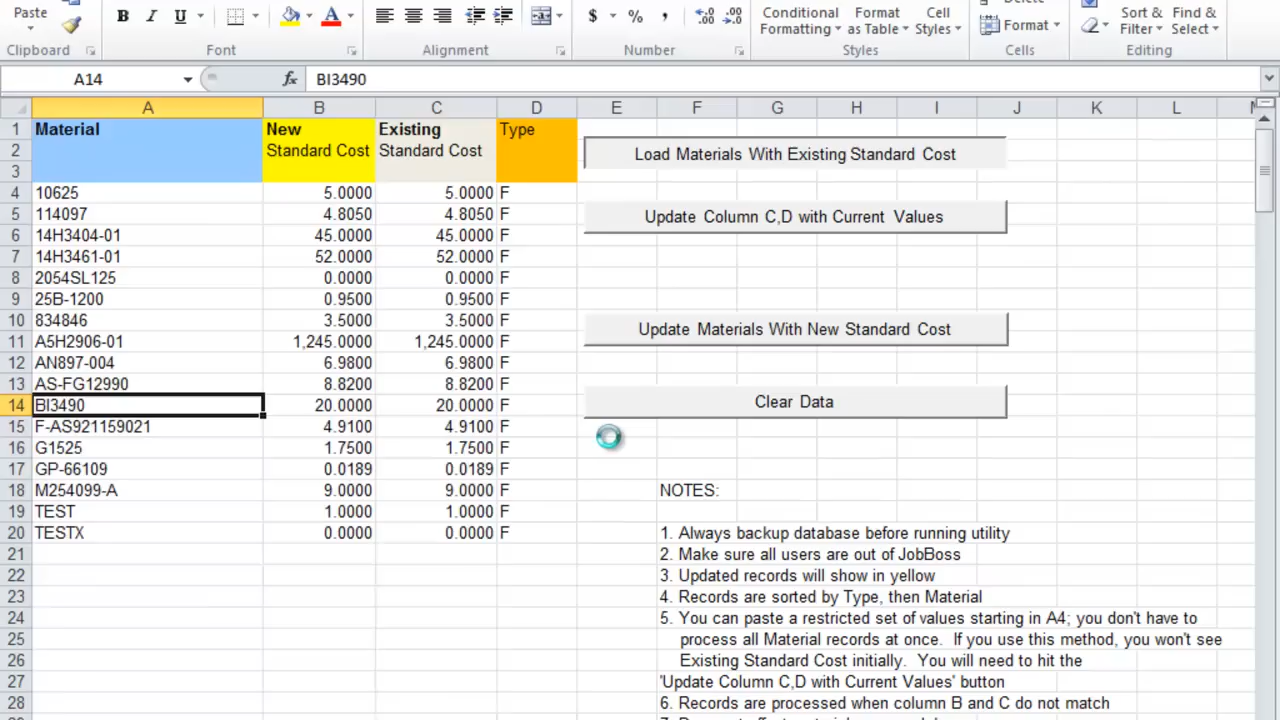 Paste
B I U
A
$ % ,
.00 .00
Conditional Format Cell
Formatting as Table Styles
Format
Sort & Find &
Filter Select
Clipboard Font Alignment Number Styles Cells Editing
A14 fx BI3490
A B C D E F G H I J K L
1 Material New Existing Type
2 Standard Cost Standard Cost Load Materials With Existing Standard Cost
3
4 10625 5.0000 5.0000 F
5 114097 4.8050 4.8050 F Update Column C,D with Current Values
6 14H3404-01 45.0000 45.0000 F
7 14H3461-01 52.0000 52.0000 F
8 2054SL125 0.0000 0.0000 F
9 25B-1200 0.9500 0.9500 F
10 834846 3.5000 3.5000 F Update Materials With New Standard Cost
11 A5H2906-01 1,245.0000 1,245.0000 F
12 AN897-004 6.9800 6.9800 F
13 AS-FG12990 8.8200 8.8200 F
14 BI3490 20.0000 20.0000 F Clear Data
15 F-AS921159021 4.9100 4.9100 F
16 G1525 1.7500 1.7500 F
17 GP-66109 0.0189 0.0189 F
18 M254099-A 9.0000 9.0000 F NOTES:
19 TEST 1.0000 1.0000 F
20 TESTX 0.0000 0.0000 F 1. Always backup database before running utility
21 2. Make sure all users are out of JobBoss
22 3. Updated records will show in yellow
23 4. Records are sorted by Type, then Material
24 5. You can paste a restricted set of values starting in A4; you don't have to
25 process all Material records at once. If you use this method, you won't see
26 Existing Standard Cost initially. You will need to hit the
27 'Update Column C,D with Current Values' button
28 6. Records are processed when column B and C do not match